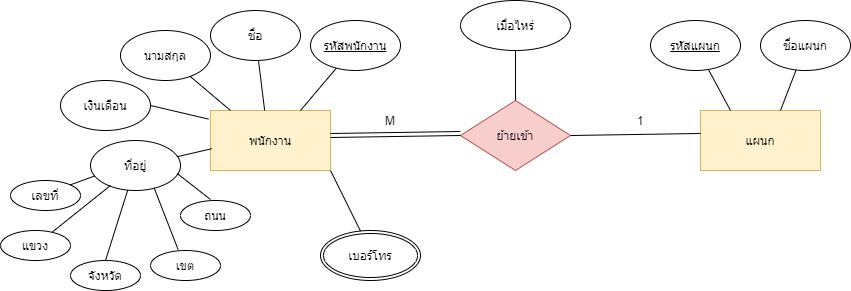 ชื่อ
นามสกุล
รหัสพนักงาน
เมื่อไหร่
รหัสแผนก
ชื่อแผนก
เงินเดือน
พนักงาน
M
ย้ายเข้า
1
แผนก
ที่อยู่
เลขที่
ถนน
แขวง
จังหวัด
เขต
เบอร์โทร